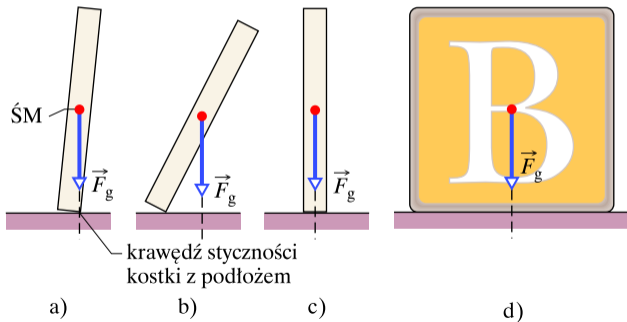 ŚM
F⃗g
F⃗g
F⃗g
B
F⃗g
krawędź styczności
kostki z podłożem
a)
b)
c)
d)